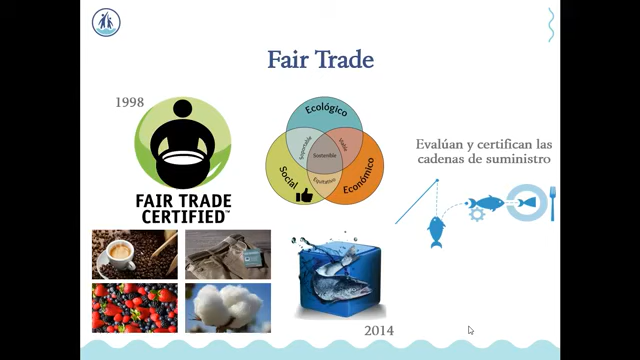 Fair Trade
1998
FAIR TRADE
CERTIFIED™
Ecológico
Soportable
Viable
Sostenible
Social
Equitativo
Económico
Evalúan y certifican las
cadenas de suministro
2014